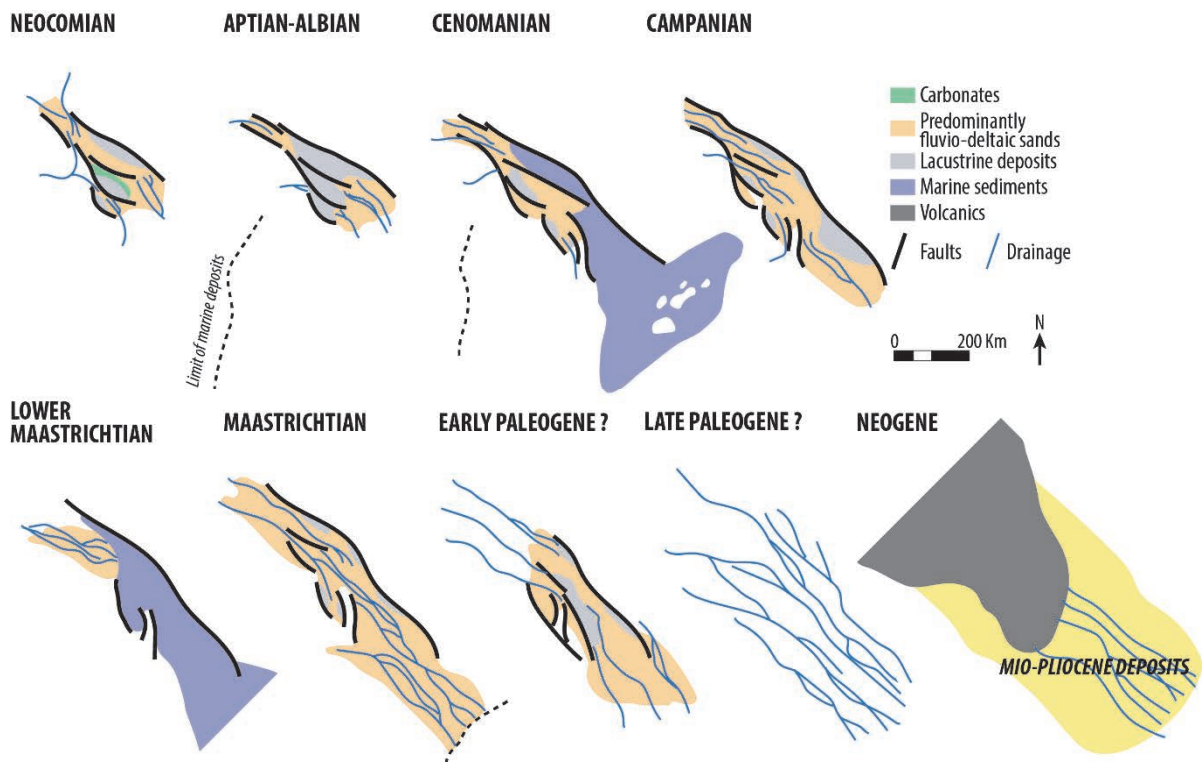 NEOCOMIAN
APTIAN-ALBIAN
CENOMANIAN
CAMPANIAN
Carbonates
Predominantly
fluvio-deltaic sands
Lacustrine deposits
Marine sediments
Volcanics
Faults
Drainage
0 200 Km
N
Limit of marine deposits
LOWER
MAASTRICHTIAN
MAASTRICHTIAN
EARLY PALEOGENE ?
LATE PALEOGENE ?
NEOGENE
MIO-PLIOCENE DEPOSITS